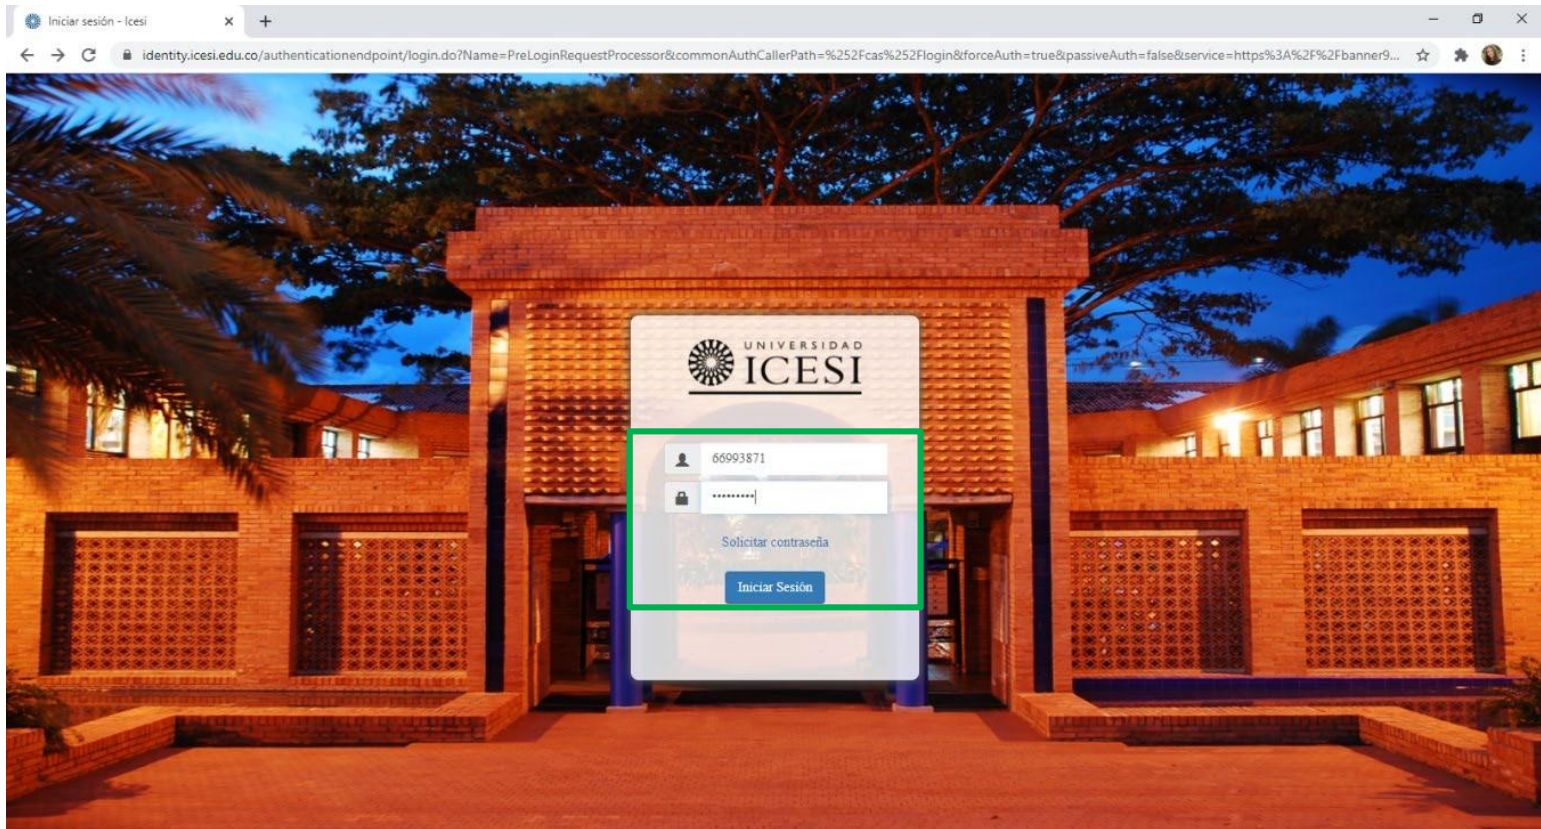 Iniciar sesión - Icesi
identity.icesi.edu.co/authenticationendpoint/login.do?Name=PreLoginRequestProcessor&commonAuthCallerPath=%252Fcas%252Flogin&forceAuth=true&passiveAuth=false&service=https%3A%2F%2Fbanner9...
UNIVERSIDAD
ICESI
66993871
•••••••••
Solicitar contraseña
Iniciar Sesión